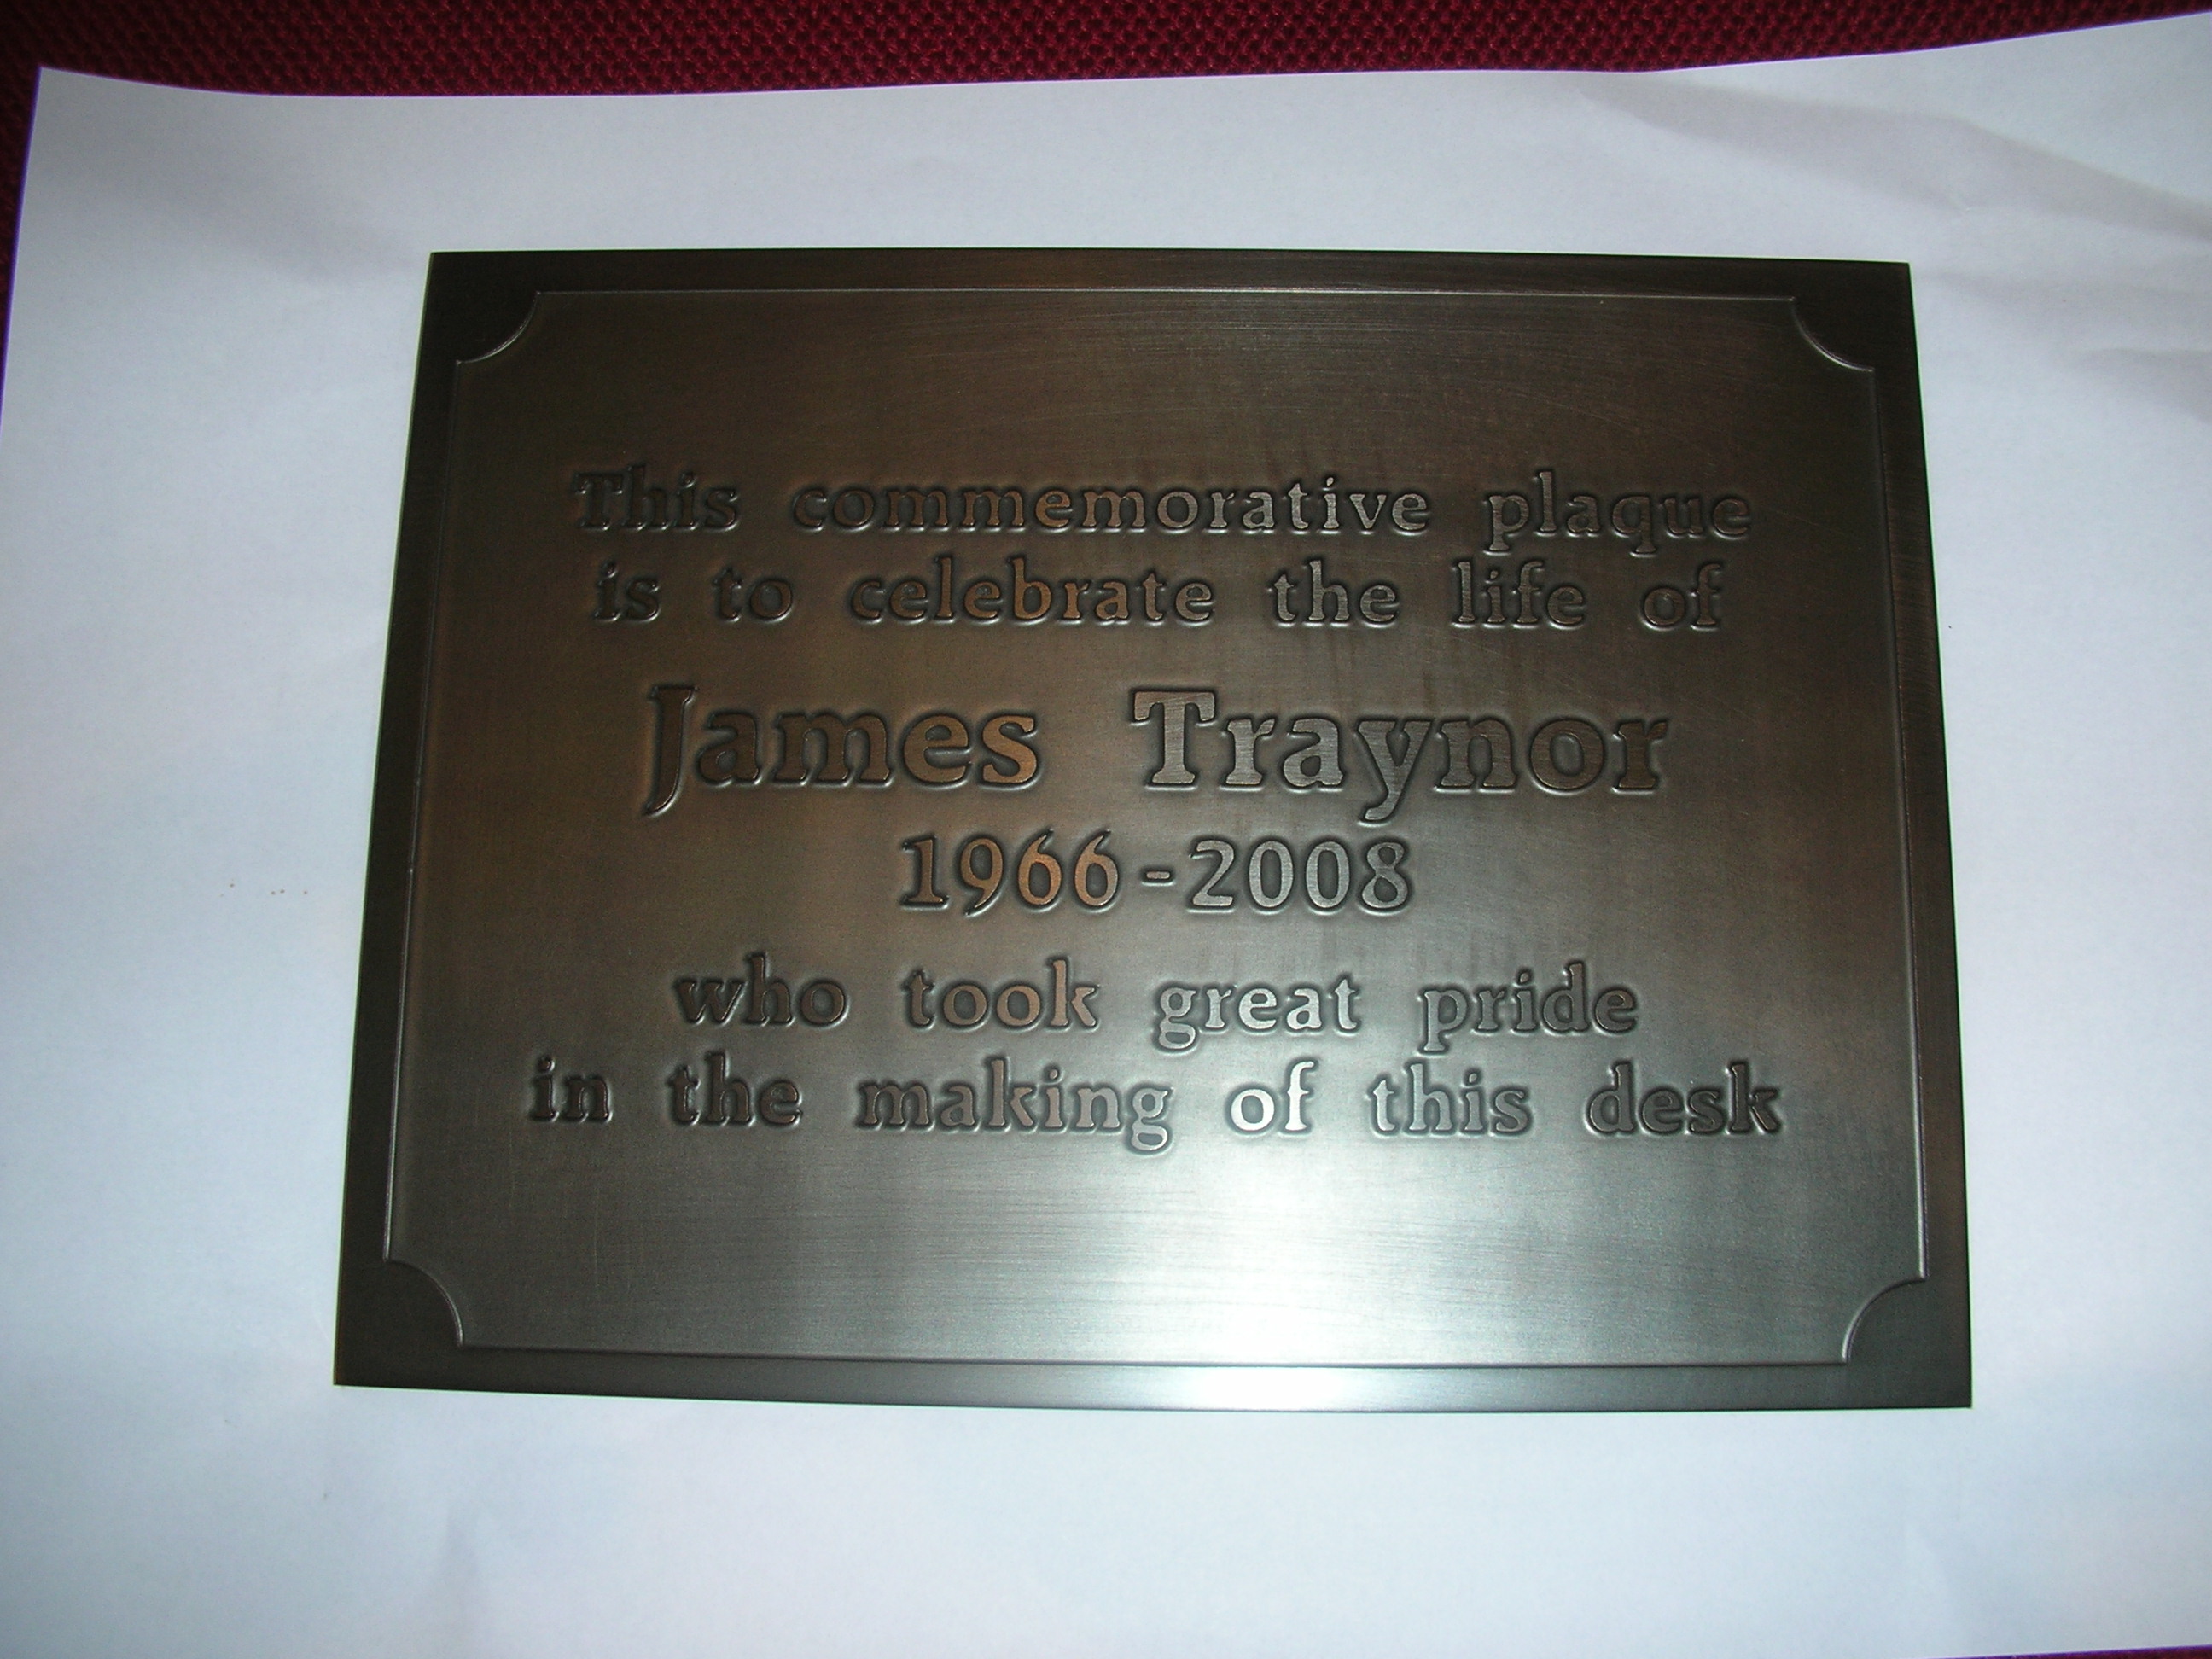 This commemorative plaque
is to celebrate the life of
James Traynor
1966-2008
who took great pride
in the making of this desk